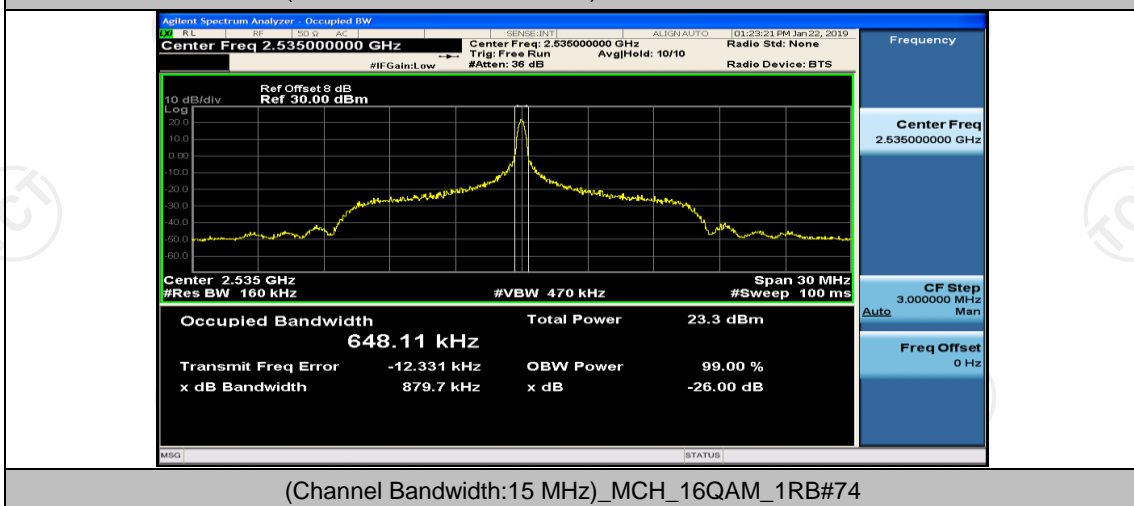 Agilent Spectrum Analyzer - Occupied BW
LXI RL RF 50 Ω AC SENSE:INT ALIGN AUTO 01:23:21 PM Jan 22, 2019
Center Freq 2.535000000 GHz Center Freq: 2.535000000 GHz Radio Std: None
Trig: Free Run Avg|Hold: 10/10
#IFGain:Low #Atten: 36 dB Radio Device: BTS
Frequency
Ref Offset 8 dB
10 dB/div Ref 30.00 dBm
Log
20.0
10.0
0.00
-10.0
-20.0
-30.0
-40.0
-50.0
-60.0
Center Freq
2.535000000 GHz
Center 2.535 GHz Span 30 MHz
#Res BW 160 kHz #VBW 470 kHz #Sweep 100 ms
CF Step
3.000000 MHz
Auto Man
Freq Offset
0 Hz
Occupied Bandwidth Total Power 23.3 dBm
648.11 kHz
Transmit Freq Error -12.331 kHz OBW Power 99.00 %
x dB Bandwidth 879.7 kHz x dB -26.00 dB
MSG STATUS
(Channel Bandwidth:15 MHz)_MCH_16QAM_1RB#74
TCT
TCT